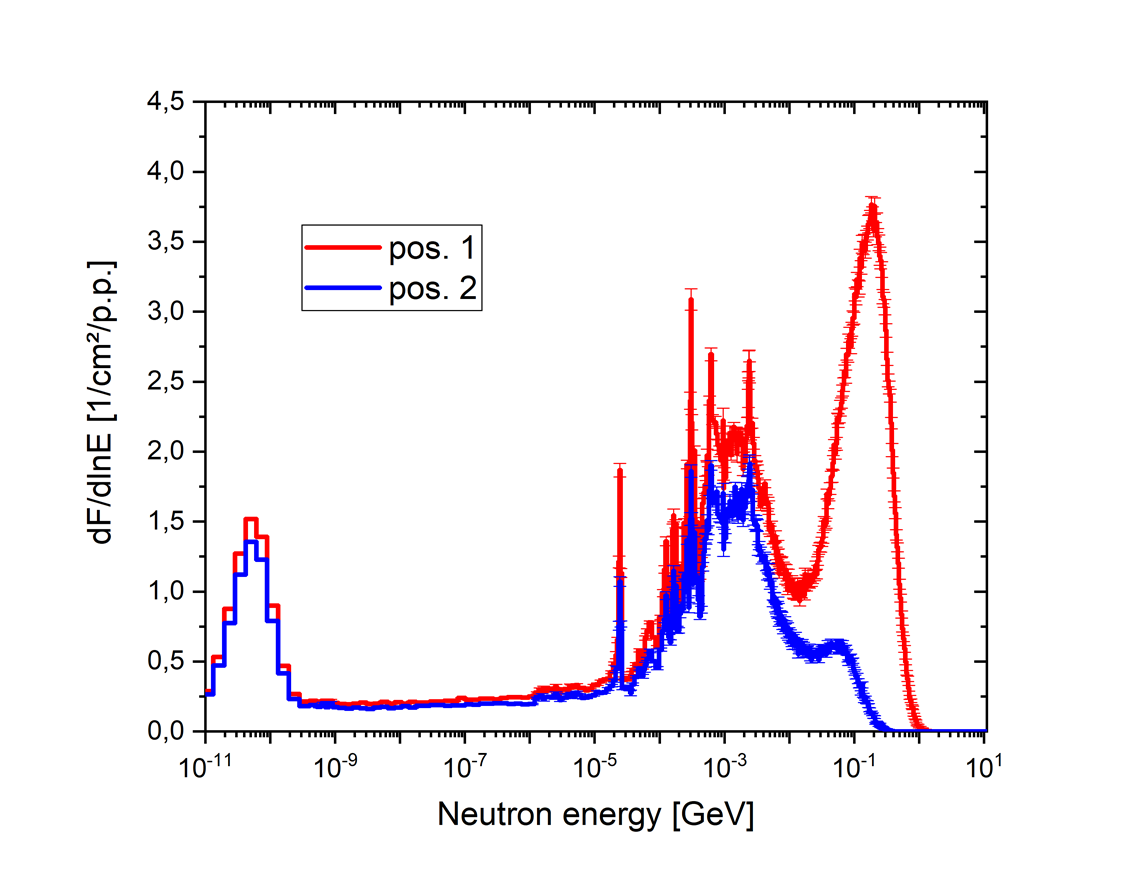 4,5
4,0
3,5
3,0
2,5
2,0
1,5
1,0
0,5
0,0
dF/dlnE [1/cm²/p.p.]
pos. 1
pos. 2
10⁻¹¹ 10⁻⁹ 10⁻⁷ 10⁻⁵ 10⁻³ 10⁻¹ 10¹
Neutron energy [GeV]